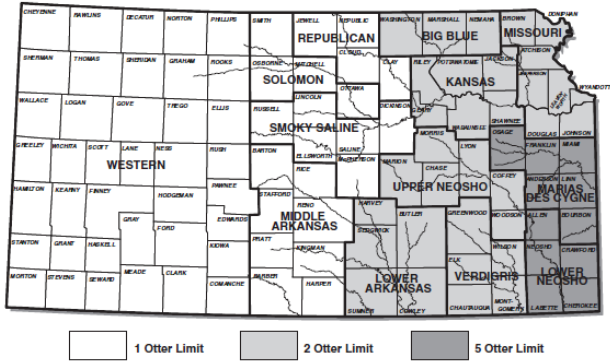 CHEYENNE RAWLINS DECATUR NORTON PHILLIPS SMITH JEWELL REPUBLIC WASHINGTON MARSHALL NEMAHA BROWN DONIPHAN
REPUBLICAN BIG BLUE MISSOURI
CLOUD ATCHISON
SHERMAN THOMAS SHERIDAN GRAHAM ROOKS OSBORNE MITCHELL CLAY RILEY POTTAWATOMIE JACKSON
SOLOMON KANSAS
WYANDOTT
LINCOLN OTTAWA
WALLACE LOGAN GOVE TREGO ELLIS RUSSELL DICKINSON GEARY WABAUNSEE SHAWNEE DOUGLAS JOHNSON
SMOKY SALINE
SALINE MORRIS OSAGE
GREELEY WICHITA SCOTT LANE NESS RUSH BARTON ELLSWORTH McPHERSON MARION LYON FRANKLIN MIAMI
WESTERN RICE CHASE COFFEY ANDERSON LINN
UPPER NEOSHO MARIAS DES CYGNE
HAMILTON KEARNY FINNEY HODGEMAN PAWNEE STAFFORD RENO HARVEY
GRAY FORD EDWARDS MIDDLE ARKANSAS BUTLER GREENWOOD WOODSON ALLEN BOURBON
SEDGWICK
STANTON GRANT HASKELL KIOWA PRATT KINGMAN ELK WILSON NEOSHO CRAWFORD
MORTON STEVENS SEWARD MEADE CLARK COMANCHE BARBER HARPER LOWER ARKANSAS VERDIGRIS LOWER NEOSHO
SUMNER COWLEY CHAUTAUQUA MONT-GOMERY LABETTE CHEROKEE
1 Otter Limit 2 Otter Limit 5 Otter Limit